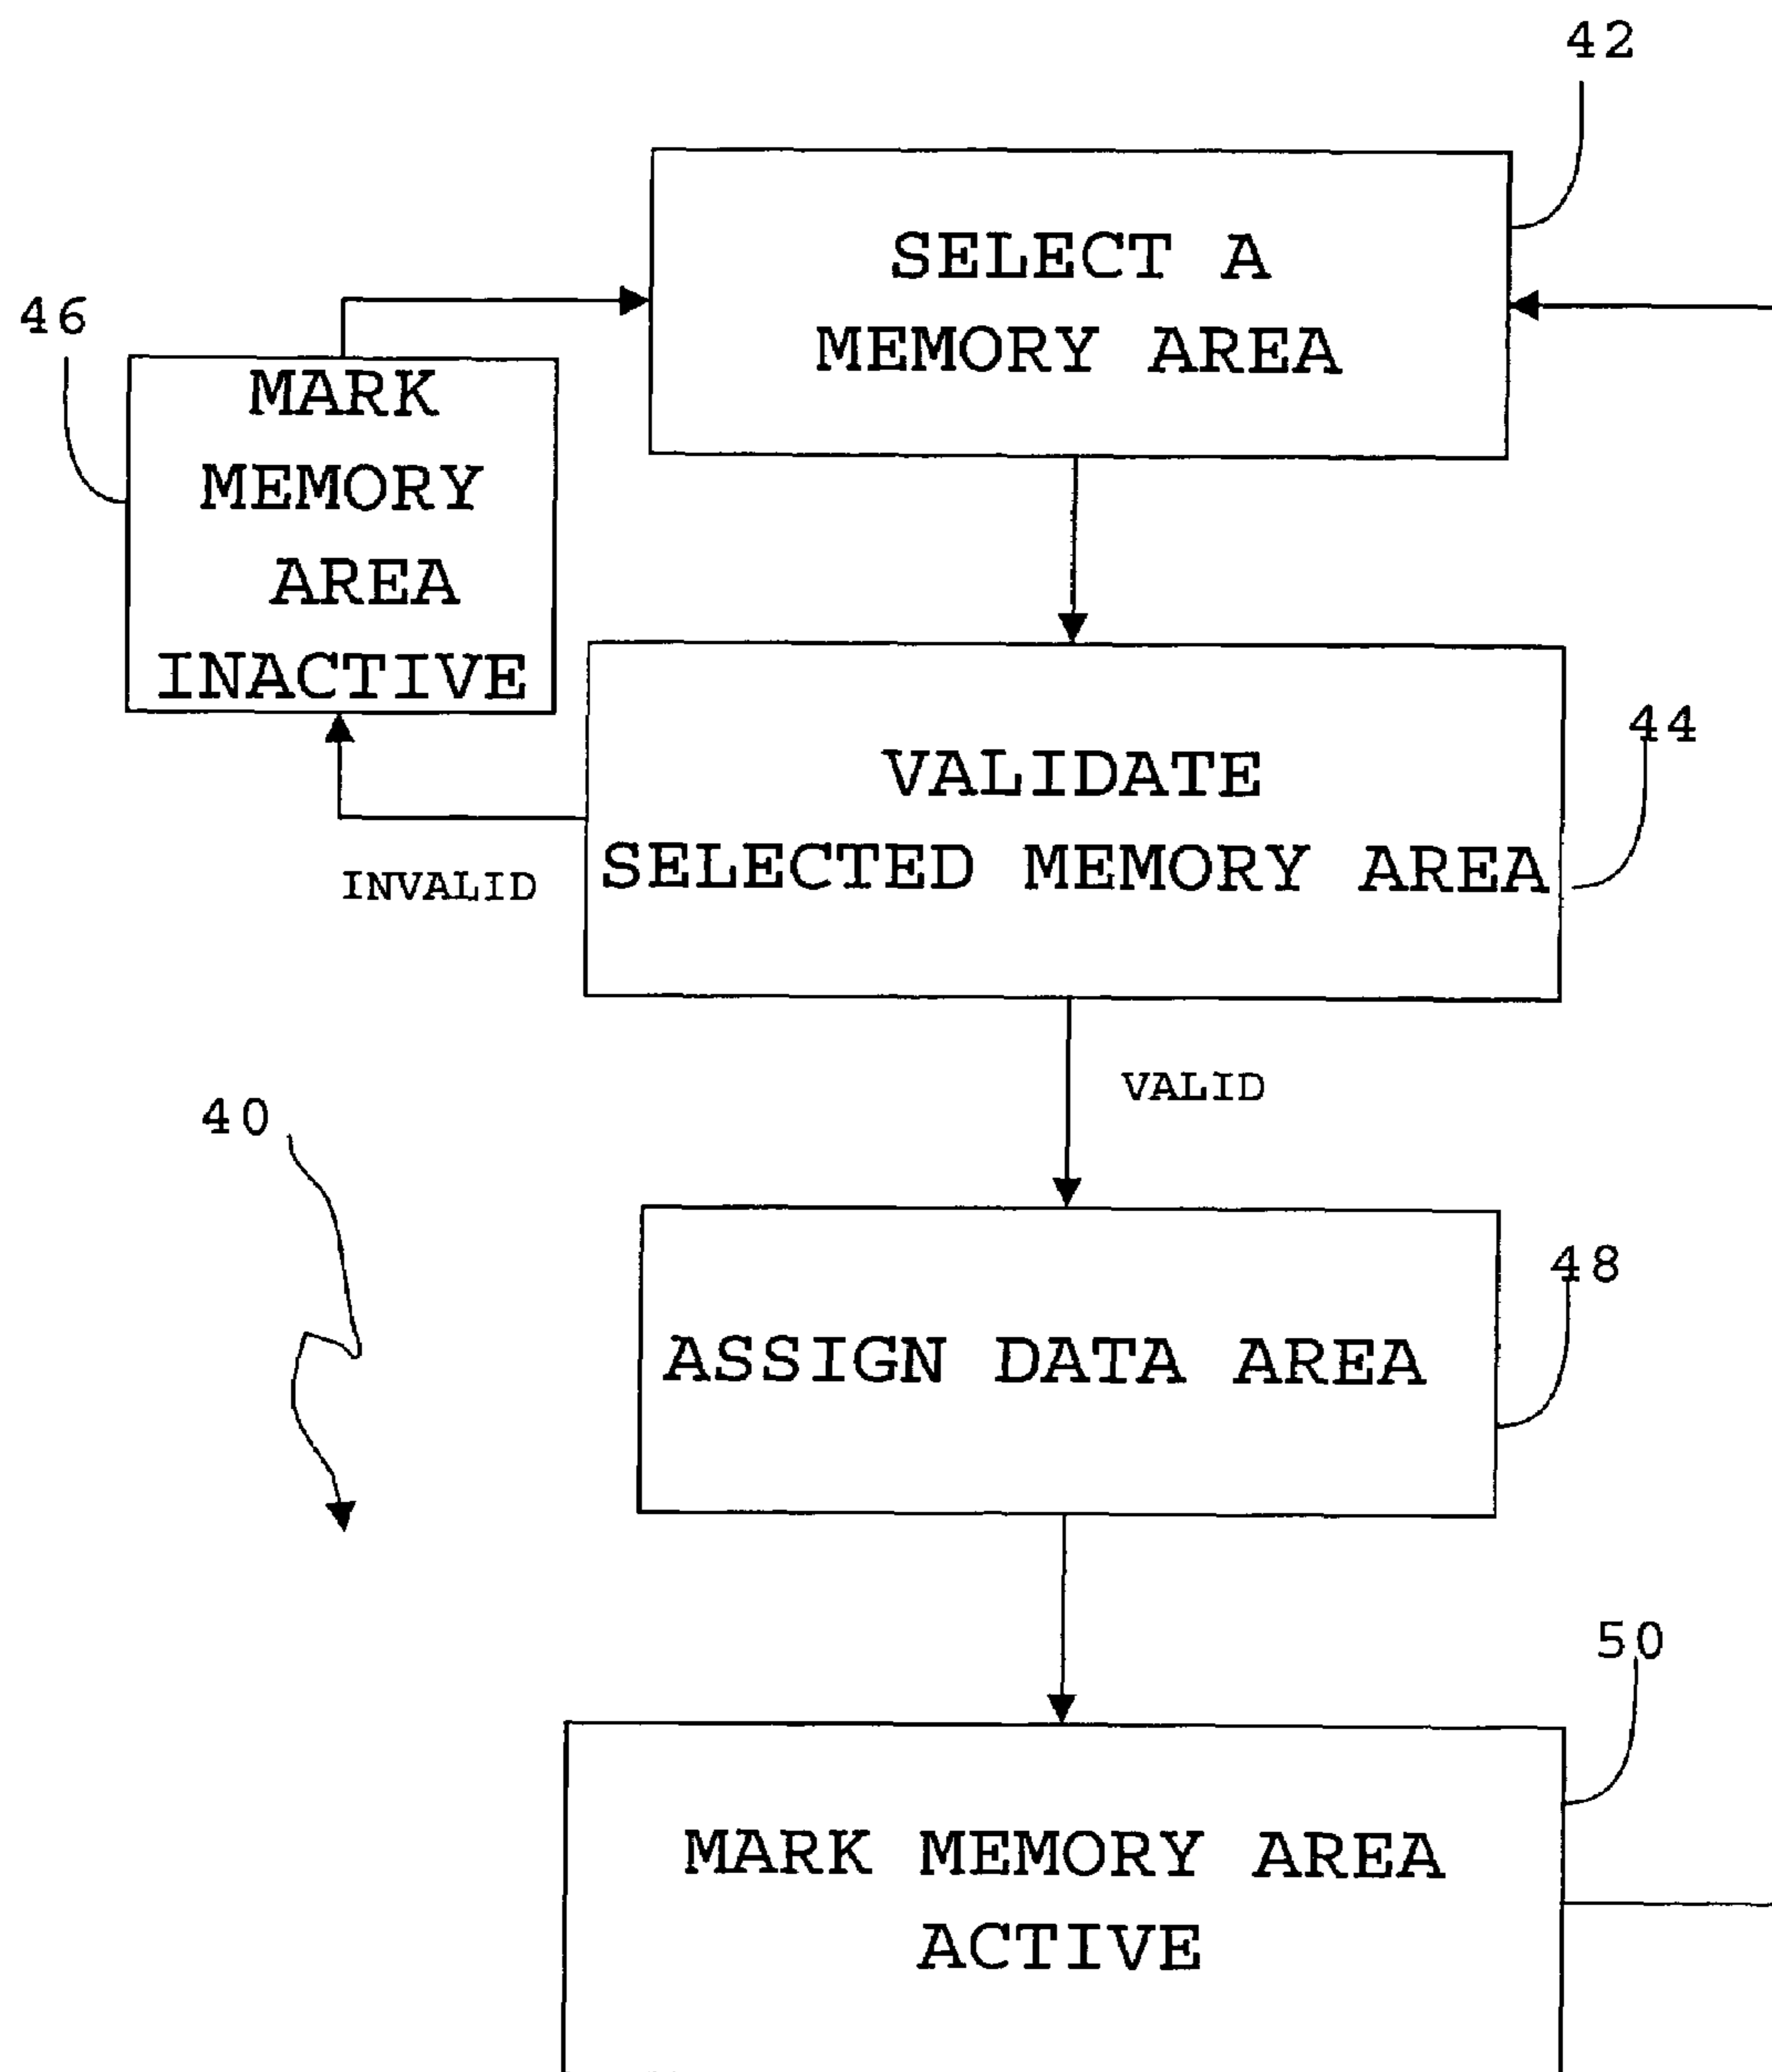 42
SELECT A
MEMORY AREA
46
MARK
MEMORY
AREA
INACTIVE
44
VALIDATE
SELECTED MEMORY AREA
INVALID
VALID
40
48
ASSIGN DATA AREA
50
MARK MEMORY AREA
ACTIVE